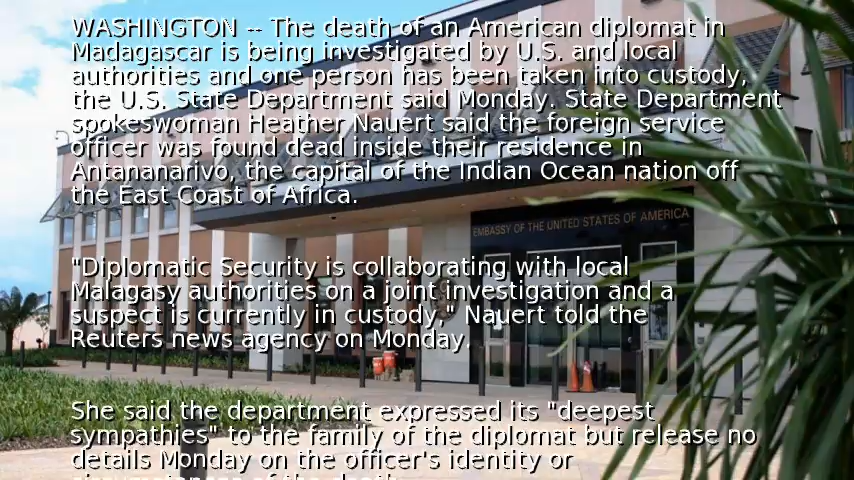 WASHINGTON -- The death of an American diplomat in
Madagascar is being investigated by U.S. and local
authorities and one person has been taken into custody,
the U.S. State Department said Monday. State Department
spokeswoman Heather Nauert said the foreign service
officer was found dead inside their residence in
Antananarivo, the capital of the Indian Ocean nation off
the East Coast of Africa.
EMBASSY OF THE UNITED STATES OF AMERICA
"Diplomatic Security is collaborating with local
Malagasy authorities on a joint investigation and a
suspect is currently in custody," Nauert told the
Reuters news agency on Monday.
She said the department expressed its "deepest
sympathies" to the family of the diplomat but release no
details Monday on the officer's identity or